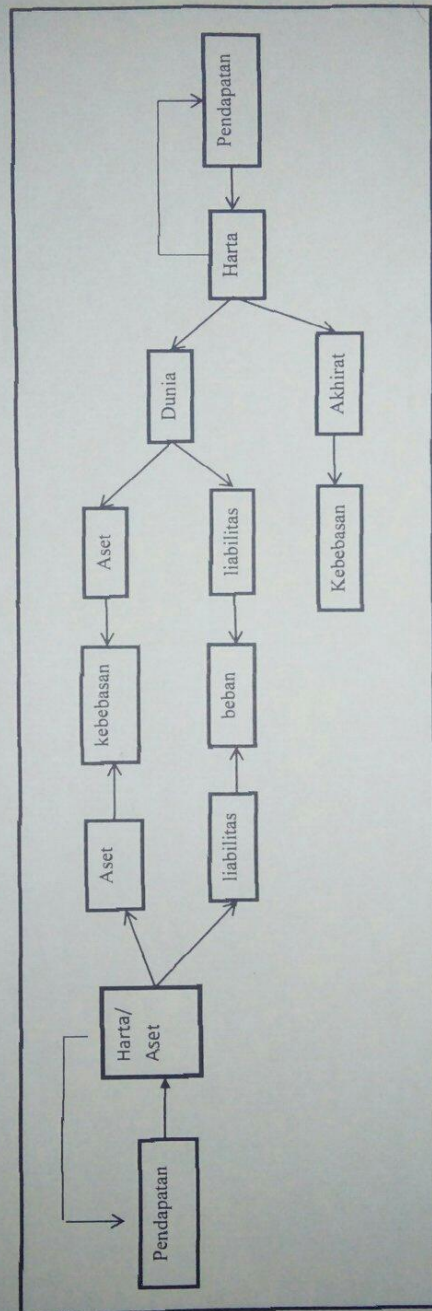 Pendapatan
Harta/
Aset
Aset
liabilitas
kebebasan
beban
Aset
liabilitas
Dunia
Kebebasan
Akhirat
Harta
Pendapatan